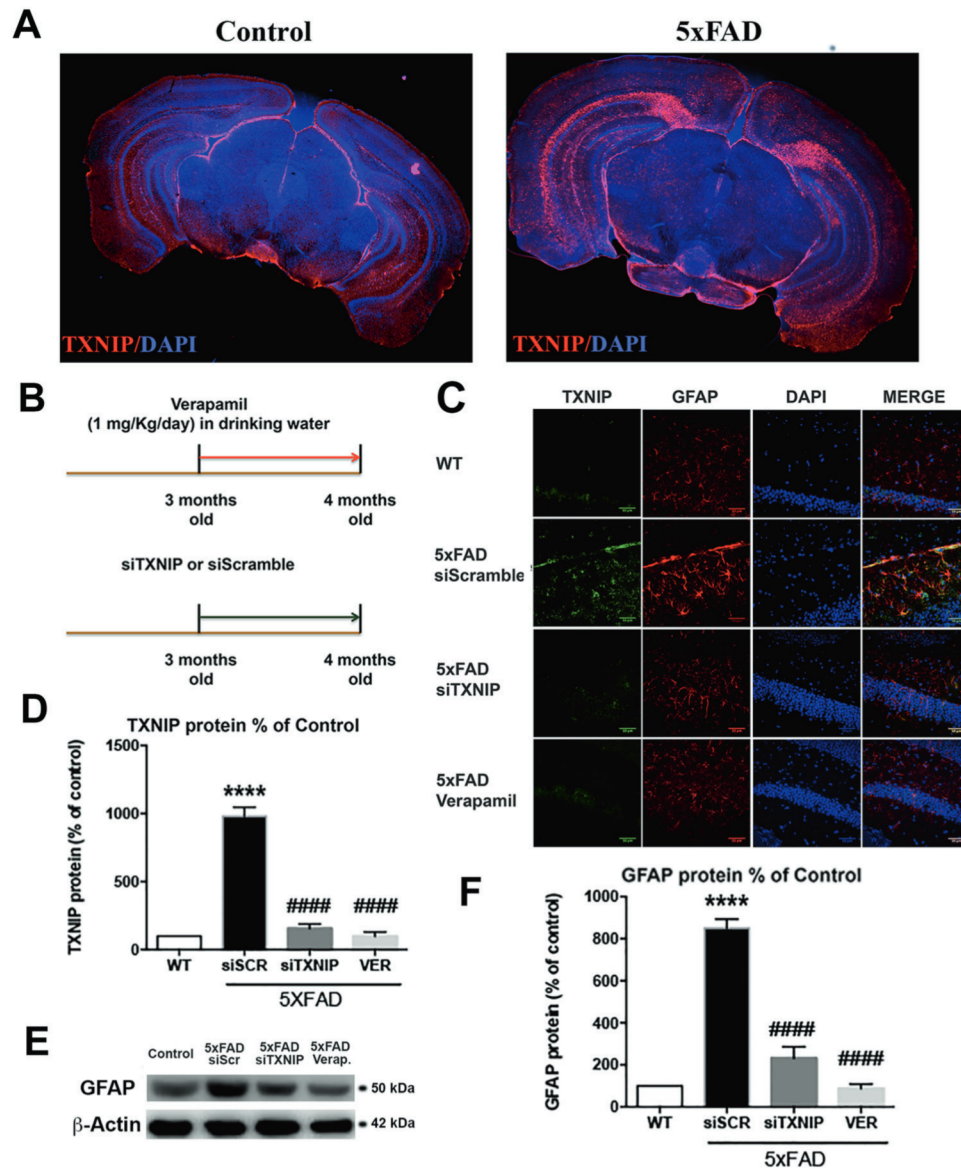 A
Control
5xFAD
TXNIP/DAPI
TXNIP/DAPI
B
Verapamil
(1 mg/Kg/day) in drinking water
3 months
old
4 months
old
siTXNIP or siScramble
3 months
old
4 months
old
C
TXNIP GFAP DAPI MERGE
WT
5xFAD
siScramble
5xFAD
siTXNIP
5xFAD
Verapamil
D
TXNIP protein % of Control
TXNIP protein (% of control)
1500
1000
500
0
****
####
####
WT siSCR siTXNIP VER
5XFAD
E
Control
5xFAD
siScr
5xFAD
siTXNIP
5xFAD
Verap.
GFAP
50 kDa
β-Actin
42 kDa
F
GFAP protein % of Control
GFAP protein (% of control)
1000
800
600
400
200
0
****
####
####
WT siSCR siTXNIP VER
5xFAD